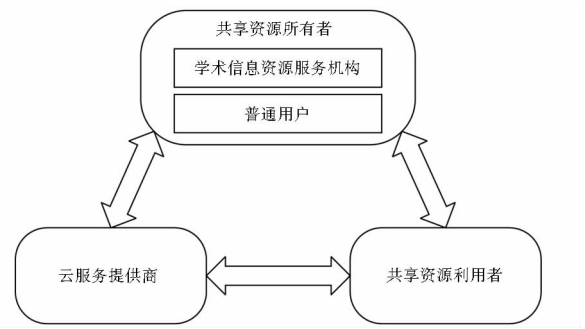 共享资源所有者
学术信息资源服务机构
普通用户
云服务提供商
共享资源利用者